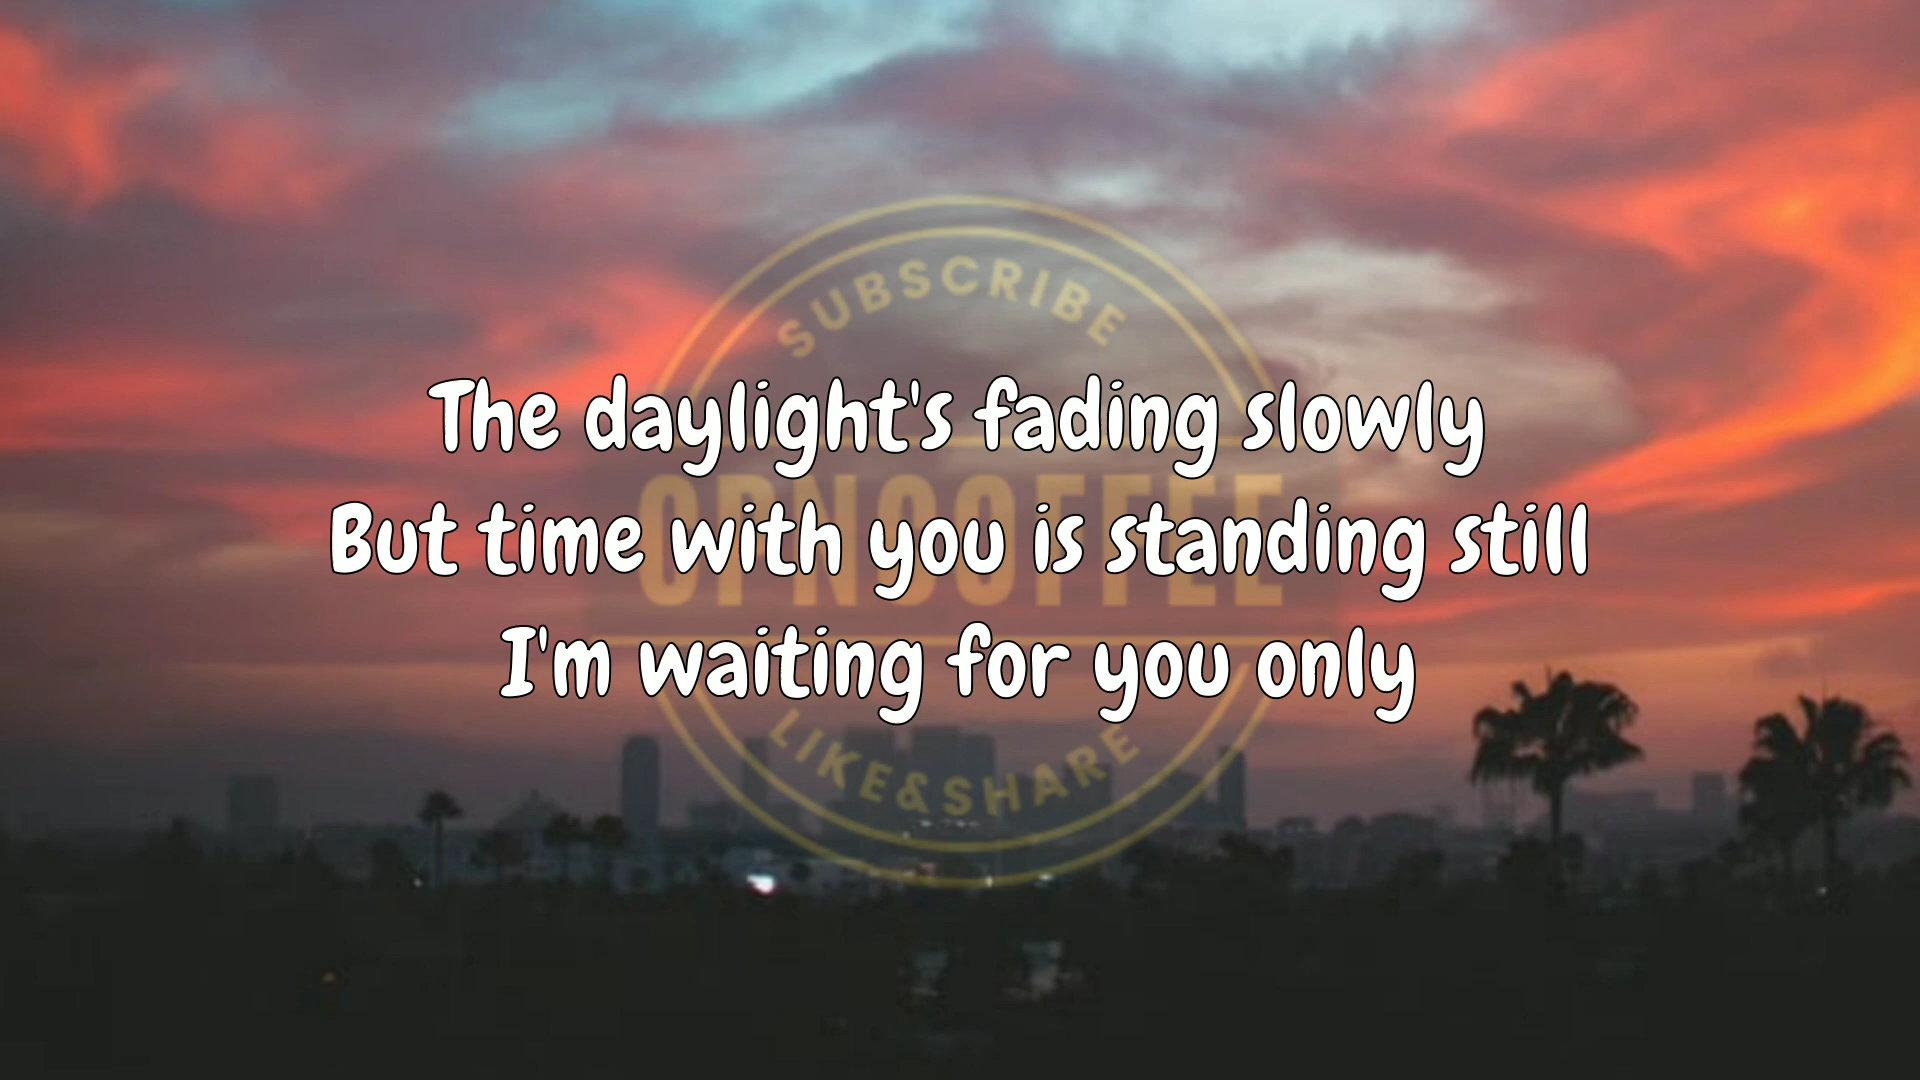 SUBSCRIBE
The daylight's fading slowly
But time with you is standing still
I'm waiting for you only
LIKE&SHARE